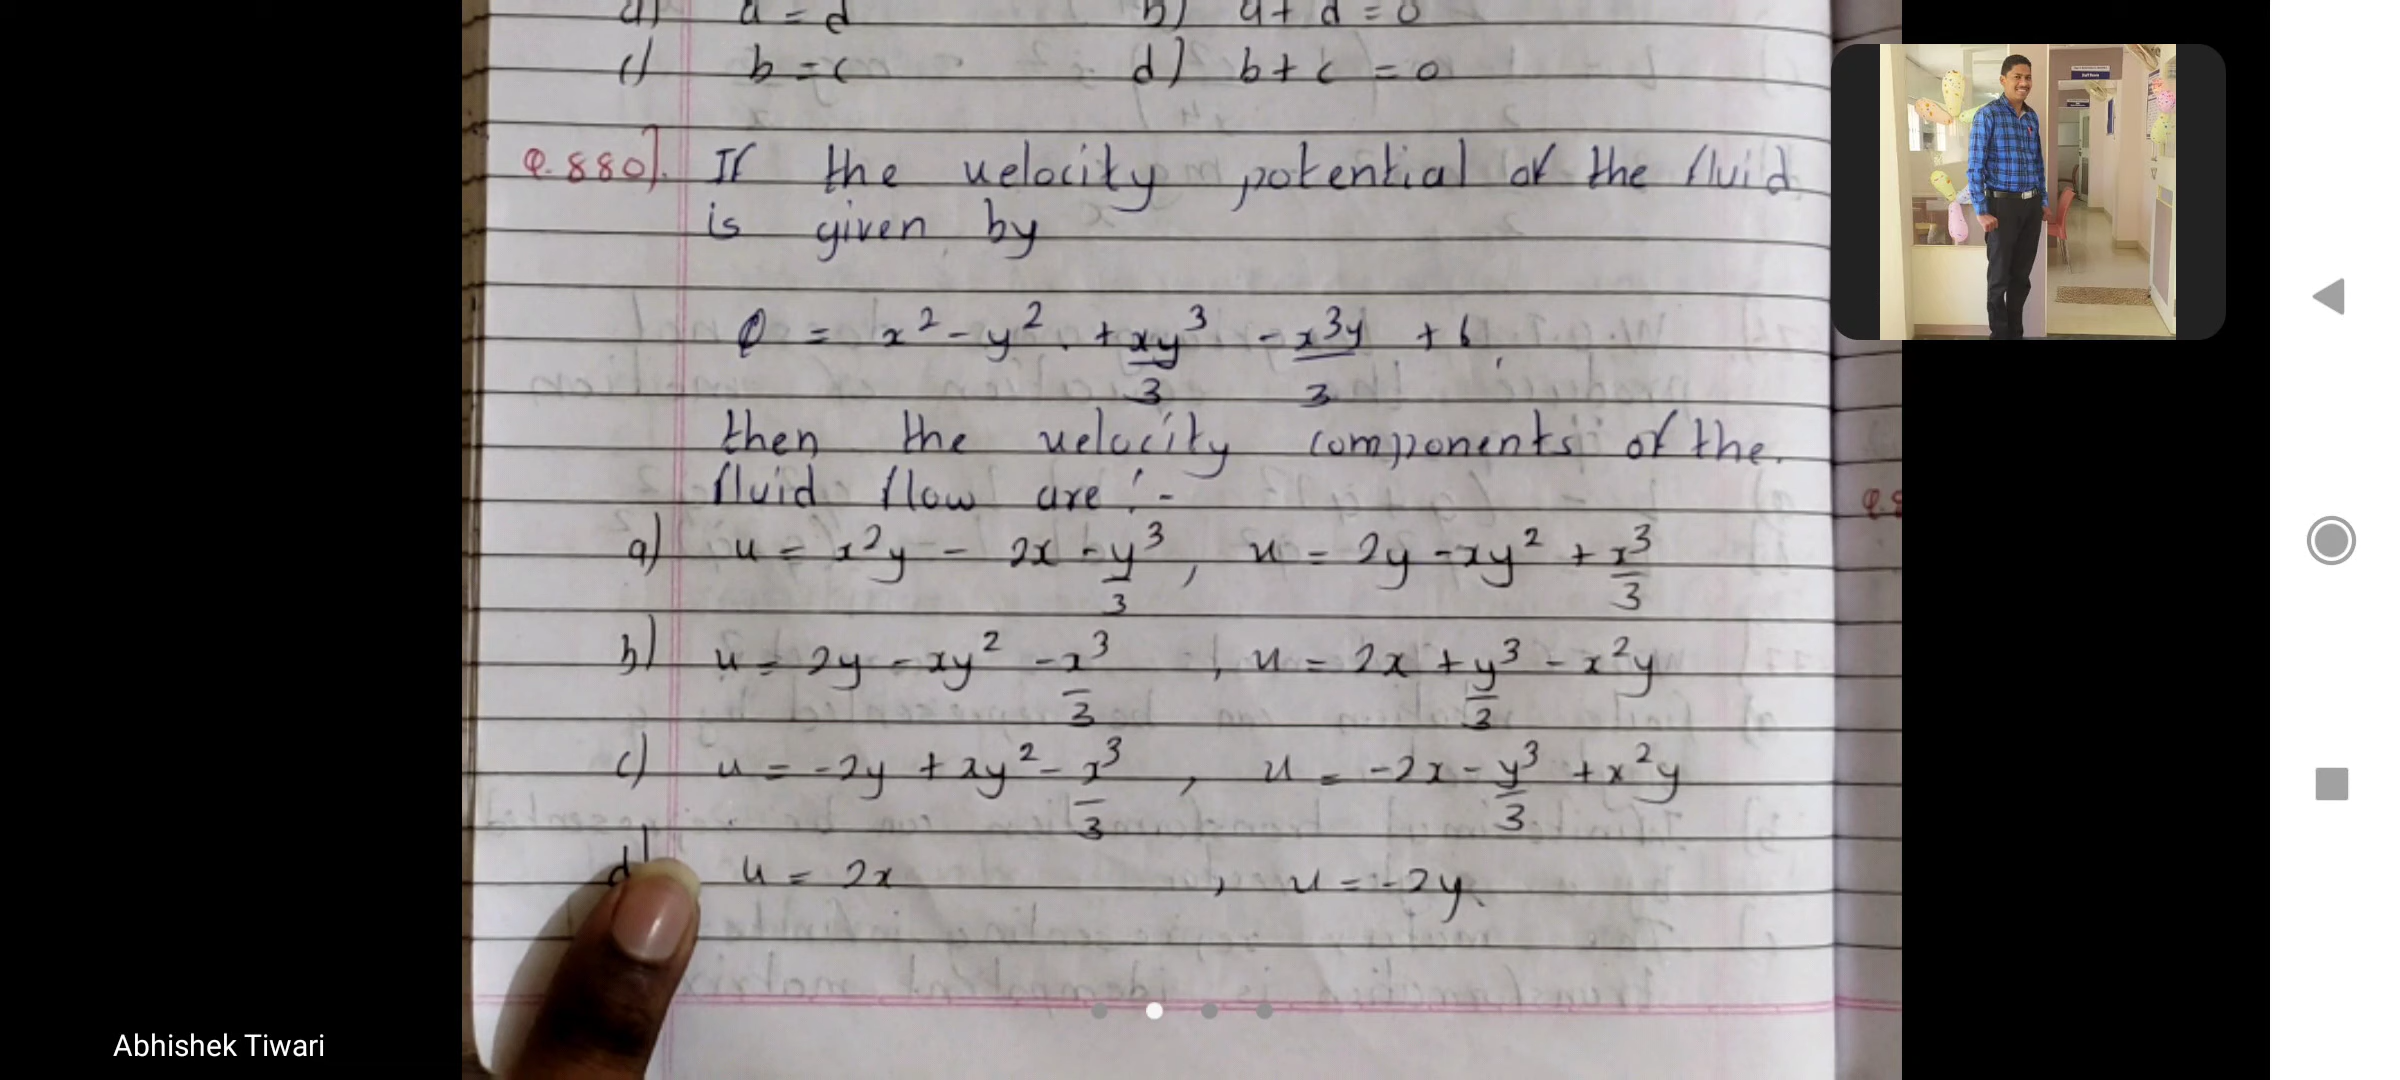 a) a = d b) a + d = 0
c) b = c d) b + c = 0
Q.880]. If the velocity potential of the fluid
is given by
Ø = x² - y² + xy³/3 - x³y/3 + 6.
then the velocity components of the
fluid flow are :-
a) u = x²y - 2x - y³/3, u = 2y - xy² + x³/3
b) u = 2y - xy² - x³/3, u = 2x + y³/3 - x²y
c) u = -2y + xy² - x³/3, u = -2x - y³/3 + x²y
d) u = 2x, u = -2y.
Abhishek Tiwari